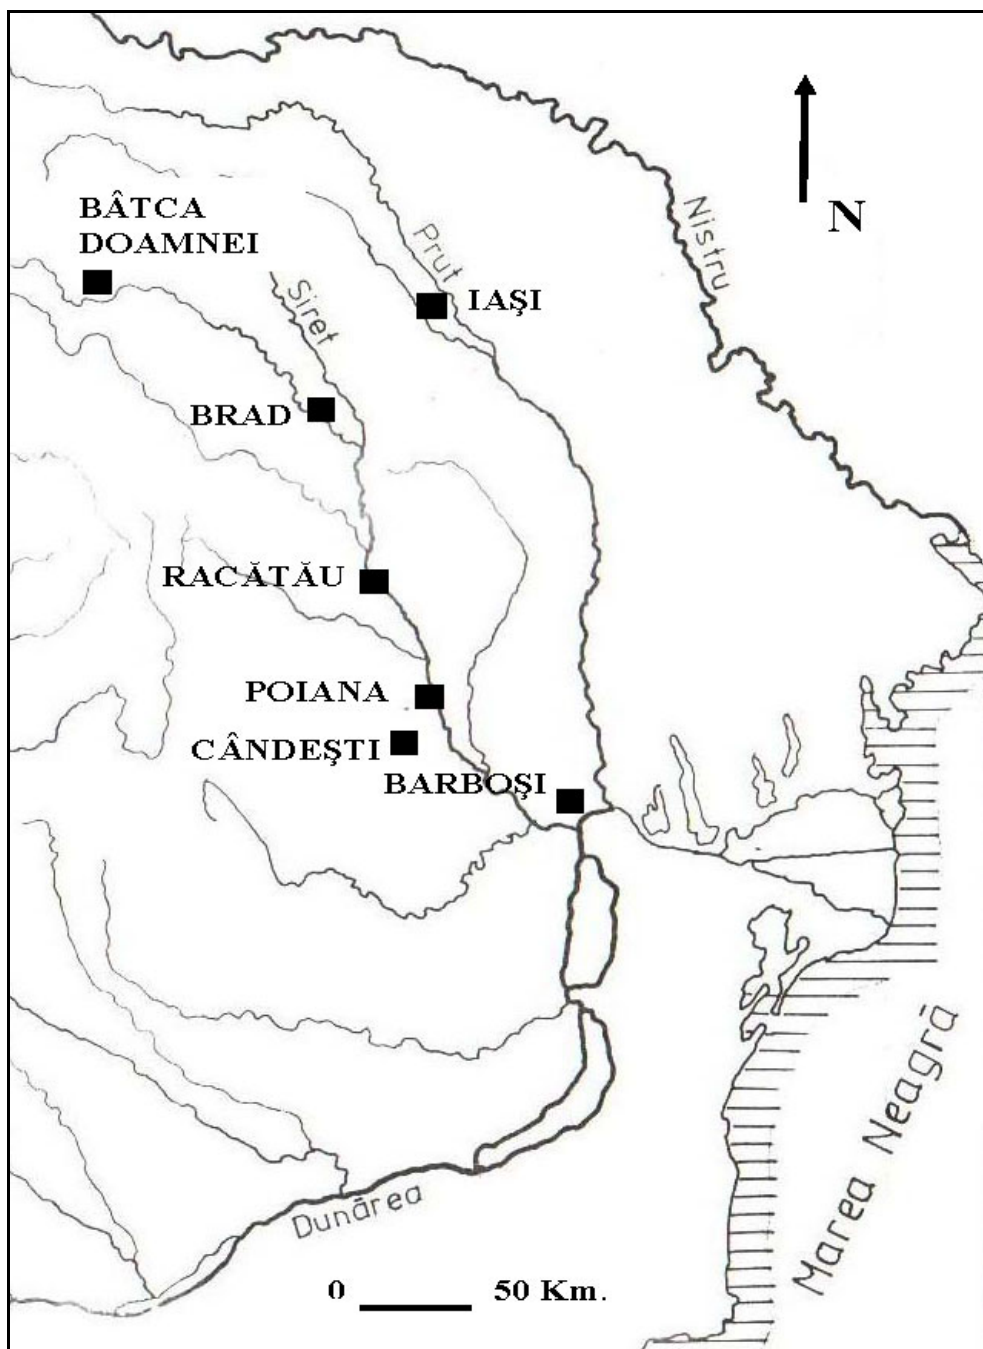 BÂTCA
DOAMNEI
Nistru
N
Prut
Siret
IAŞI
BRAD
RACĂTĂU
POIANA
CÂNDEŞTI
BARBOŞI
Marea Neagră
Dunărea
0 50 Km.